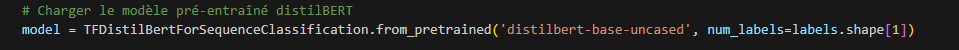 # Charger le modèle pré-entraîné distilBERT
model = TFDistilBertForSequenceClassification.from_pretrained('distilbert-base-uncased', num_labels=labels.shape[1])